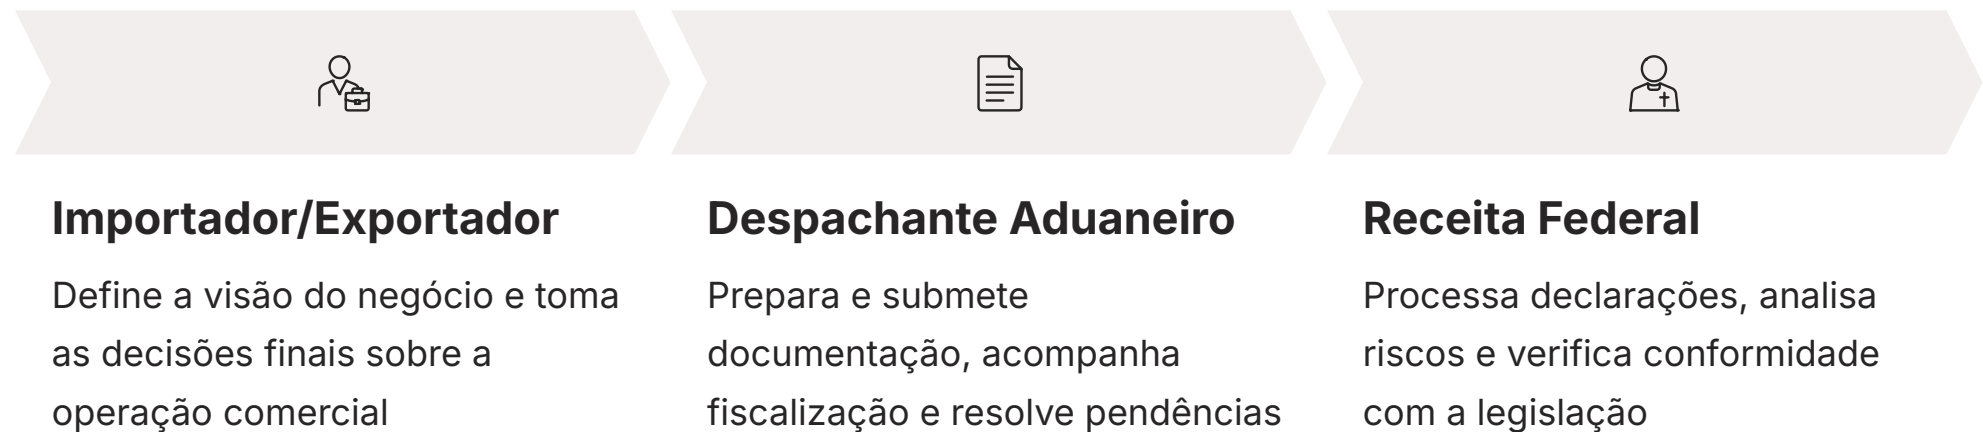 Importador/Exportador
Define a visão do negócio e toma
as decisões finais sobre a
operação comercial
Despachante Aduaneiro
Prepara e submete
documentação, acompanha
fiscalização e resolve pendências
Receita Federal
Processa declarações, analisa
riscos e verifica conformidade
com a legislação